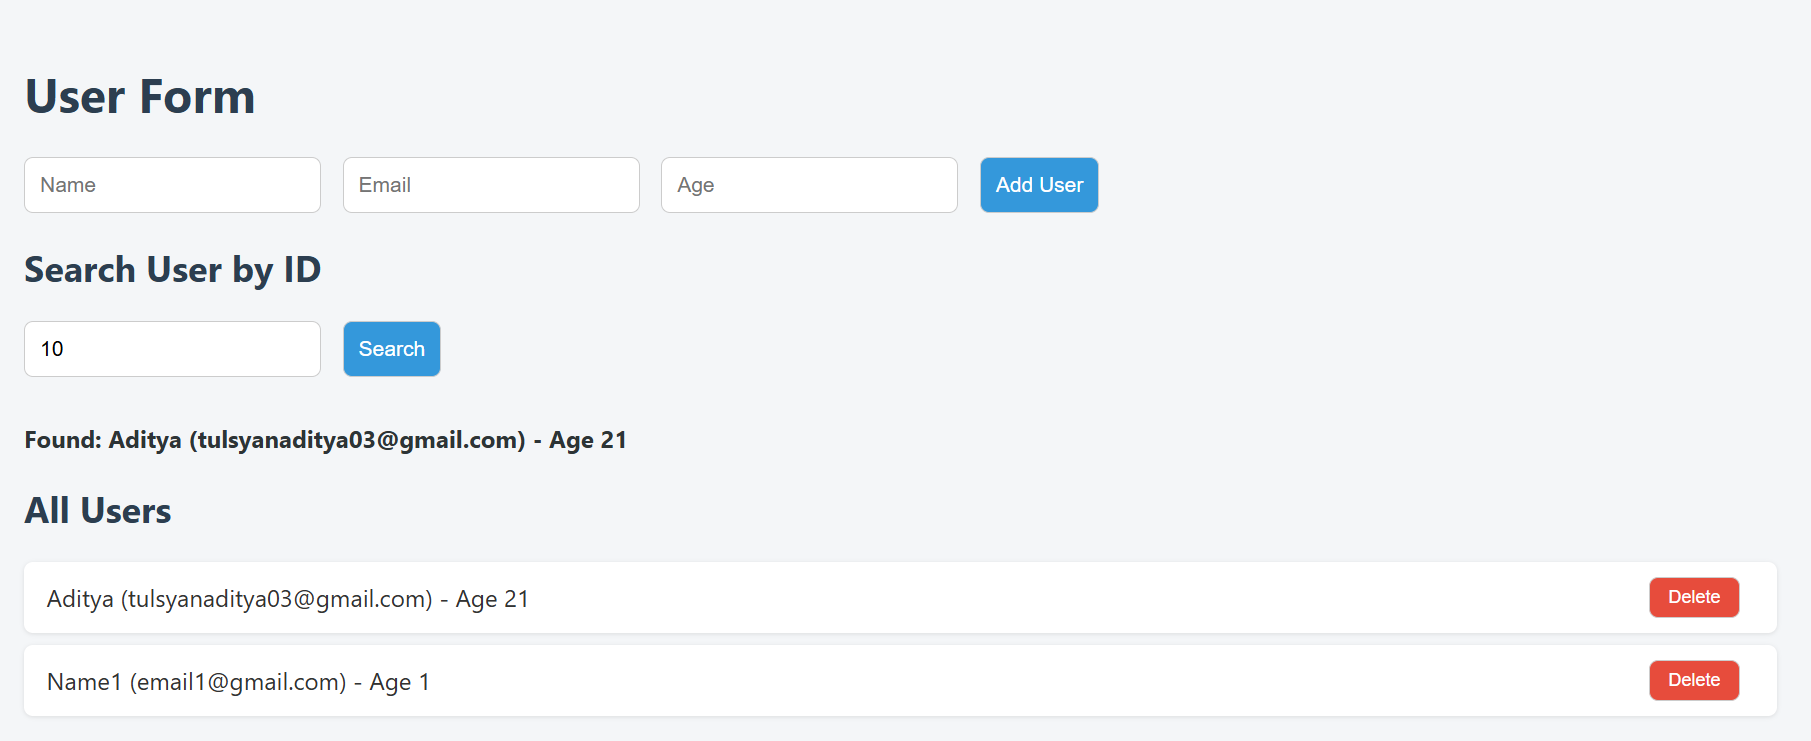 User Form
Name Email Age Add User
Search User by ID
10 Search
Found: Aditya (tulsyanaditya03@gmail.com) - Age 21
All Users
Aditya (tulsyanaditya03@gmail.com) - Age 21 Delete
Name1 (email1@gmail.com) - Age 1 Delete